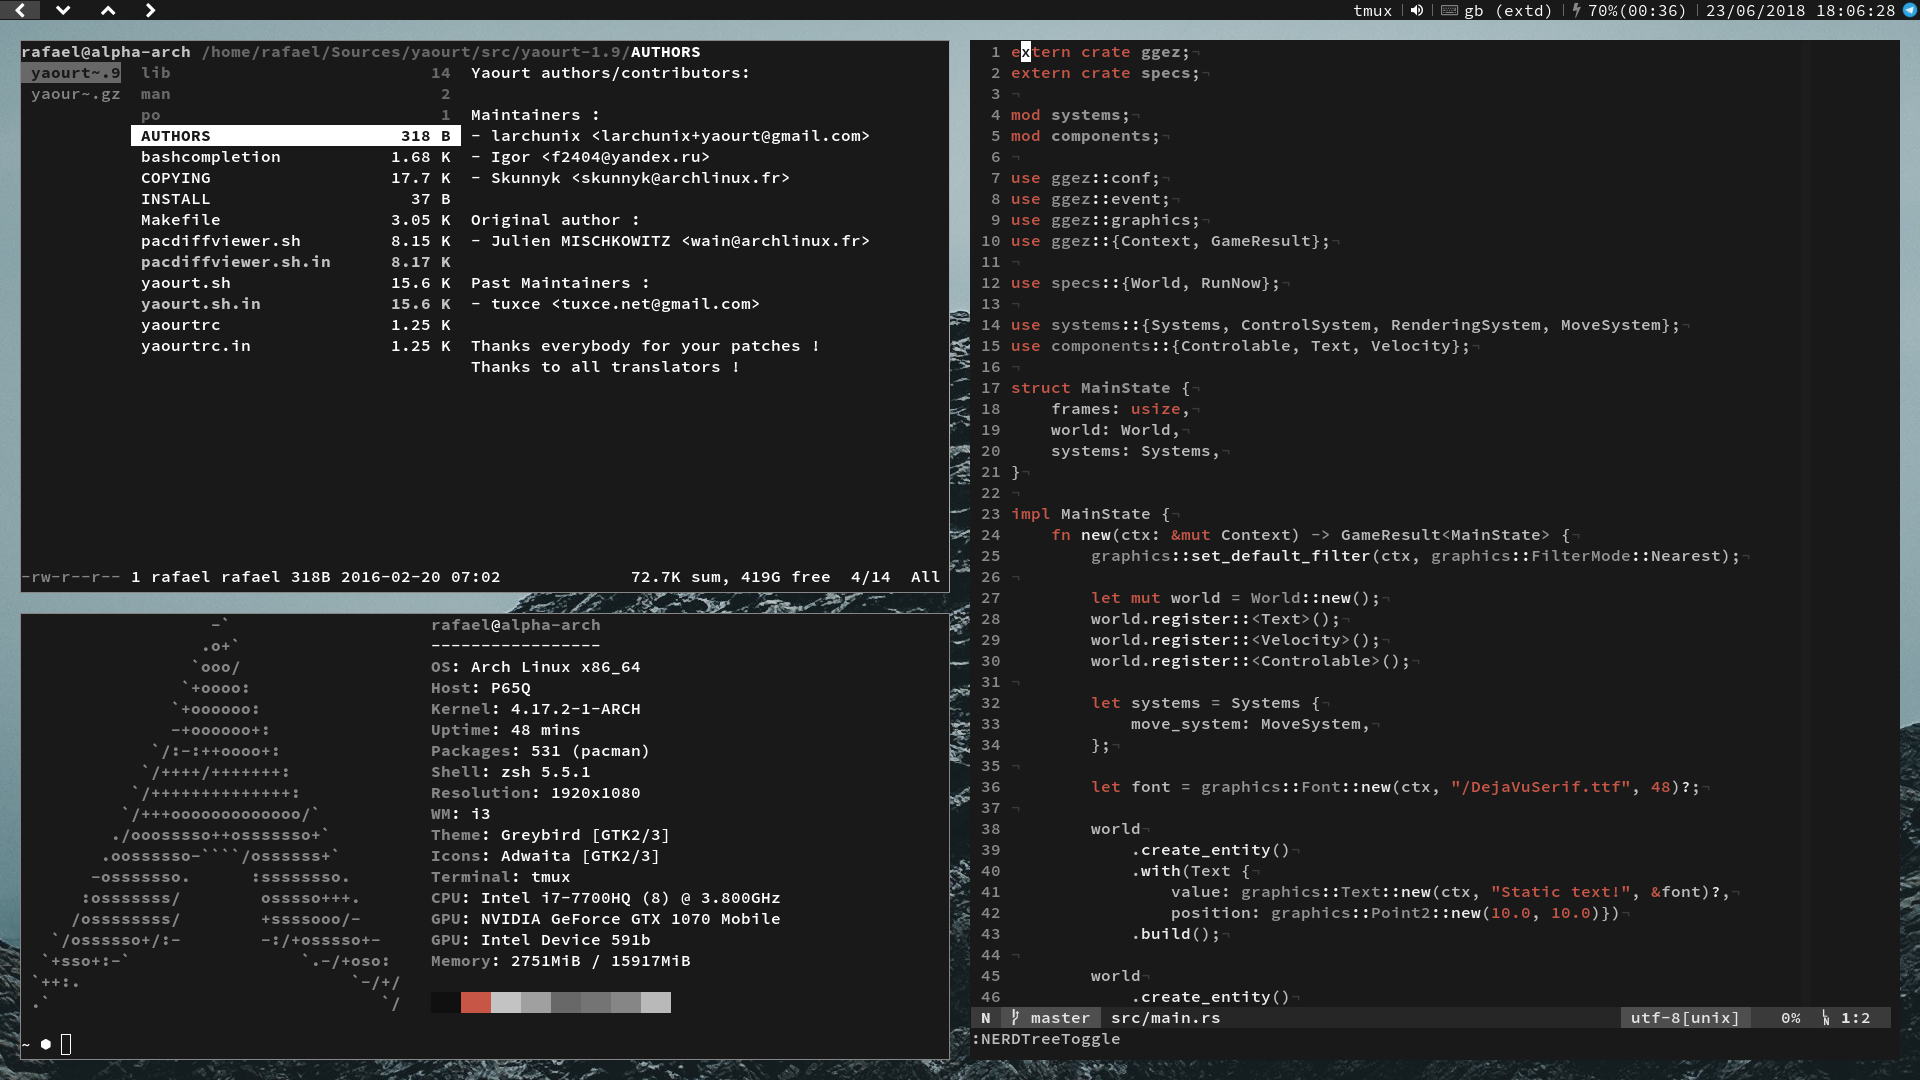 tmux | gb (extd) | 70%(00:36) | 23/06/2018 18:06:28
rafael@alpha-arch /home/rafael/Sources/yaourt/src/yaourt-1.9/AUTHORS
yaourt~.9 lib 14 Yaourt authors/contributors:
yaour~.gz man 2
po 1 Maintainers :
AUTHORS 318 B - larchunix <larchunix+yaourt@gmail.com>
bashcompletion 1.68 K - Igor <f2404@yandex.ru>
COPYING 17.7 K - Skunnyk <skunnyk@archlinux.fr>
INSTALL 37 B
Makefile 3.05 K Original author :
pacdiffviewer.sh 8.15 K - Julien MISCHKOWITZ <wain@archlinux.fr>
pacdiffviewer.sh.in 8.17 K
yaourt.sh 15.6 K Past Maintainers :
yaourt.sh.in 15.6 K - tuxce <tuxce.net@gmail.com>
yaourtrc 1.25 K
yaourtrc.in 1.25 K Thanks everybody for your patches !
Thanks to all translators !
-rw-r--r-- 1 rafael rafael 318B 2016-02-20 07:02 72.7K sum, 419G free 4/14 All
-`
.o+`
`ooo/
`+oooo:
`+oooooo:
-+oooooo+:
`/:-:++oooo+:
`/++++/+++++++:
`/++++++++++++++:
`/+++ooooooooooooo/`
./ooosssso++osssssso+`
.oossssso-````/ossssss+`
-osssssso. :ssssssso.
:osssssss/ osssso+++.
/ossssssss/ +ssssooo/-
`/ossssso+/:- -:/+osssso+-
`+sso+:-` `.-/+oso:
`++:. `-/+/
.` `/
rafael@alpha-arch
-----------------
OS: Arch Linux x86_64
Host: P65Q
Kernel: 4.17.2-1-ARCH
Uptime: 48 mins
Packages: 531 (pacman)
Shell: zsh 5.5.1
Resolution: 1920x1080
WM: i3
Theme: Greybird [GTK2/3]
Icons: Adwaita [GTK2/3]
Terminal: tmux
CPU: Intel i7-7700HQ (8) @ 3.800GHz
GPU: NVIDIA GeForce GTX 1070 Mobile
GPU: Intel Device 591b
Memory: 2751MiB / 15917MiB
~ ⬢
1 extern crate ggez;¬
2 extern crate specs;¬
3 ¬
4 mod systems;¬
5 mod components;¬
6 ¬
7 use ggez::conf;¬
8 use ggez::event;¬
9 use ggez::graphics;¬
10 use ggez::{Context, GameResult};¬
11 ¬
12 use specs::{World, RunNow};¬
13 ¬
14 use systems::{Systems, ControlSystem, RenderingSystem, MoveSystem};¬
15 use components::{Controlable, Text, Velocity};¬
16 ¬
17 struct MainState {¬
18     frames: usize,¬
19     world: World,¬
20     systems: Systems,¬
21 }¬
22 ¬
23 impl MainState {¬
24     fn new(ctx: &mut Context) -> GameResult<MainState> {¬
25         graphics::set_default_filter(ctx, graphics::FilterMode::Nearest);¬
26 ¬
27         let mut world = World::new();¬
28         world.register::<Text>();¬
29         world.register::<Velocity>();¬
30         world.register::<Controlable>();¬
31 ¬
32         let systems = Systems {¬
33             move_system: MoveSystem,¬
34         };¬
35 ¬
36         let font = graphics::Font::new(ctx, "/DejaVuSerif.ttf", 48)?;¬
37 ¬
38         world¬
39             .create_entity()¬
40             .with(Text {¬
41                 value: graphics::Text::new(ctx, "Static text!", &font)?,¬
42                 position: graphics::Point2::new(10.0, 10.0)})¬
43             .build();¬
44 ¬
45         world¬
46             .create_entity()¬
N master src/main.rs utf-8[unix] 0% 1:2
:NERDTreeToggle